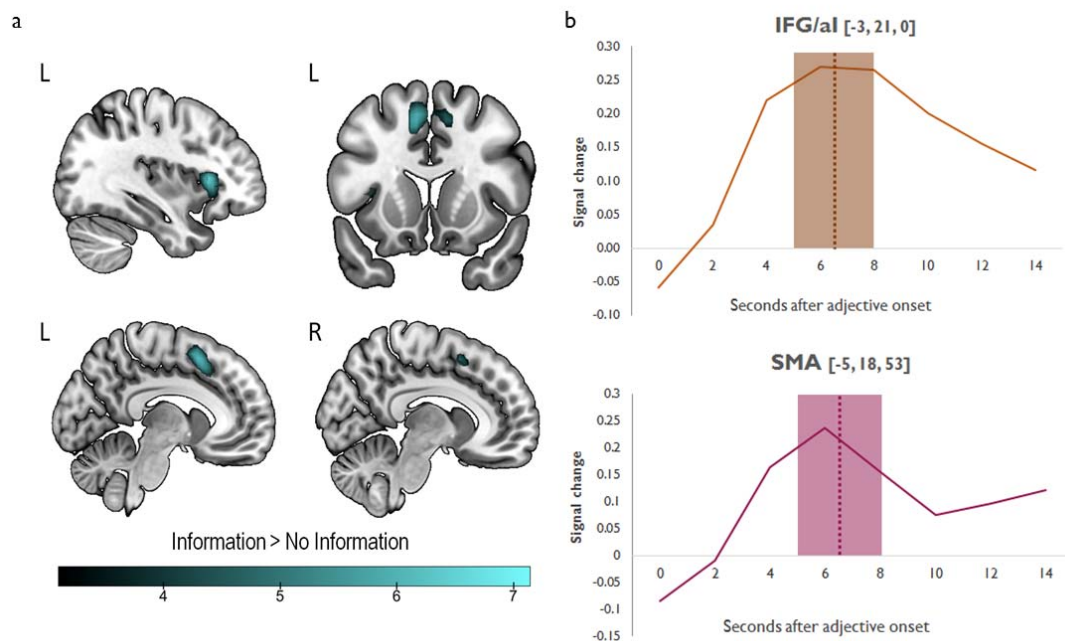 a
L
L
L
R
Information > No Information
4
5
6
7
b
IFG/aI [-3, 21, 0]
0.30
0.25
0.20
0.15
0.10
0.05
0.00
-0.05
-0.10
Signal change
0 2 4 6 8 10 12 14
Seconds after adjective onset
SMA [-5, 18, 53]
0.3
0.25
0.2
0.15
0.1
0.05
0
-0.05
-0.1
-0.15
Signal change
0 2 4 6 8 10 12 14
Seconds after adjective onset